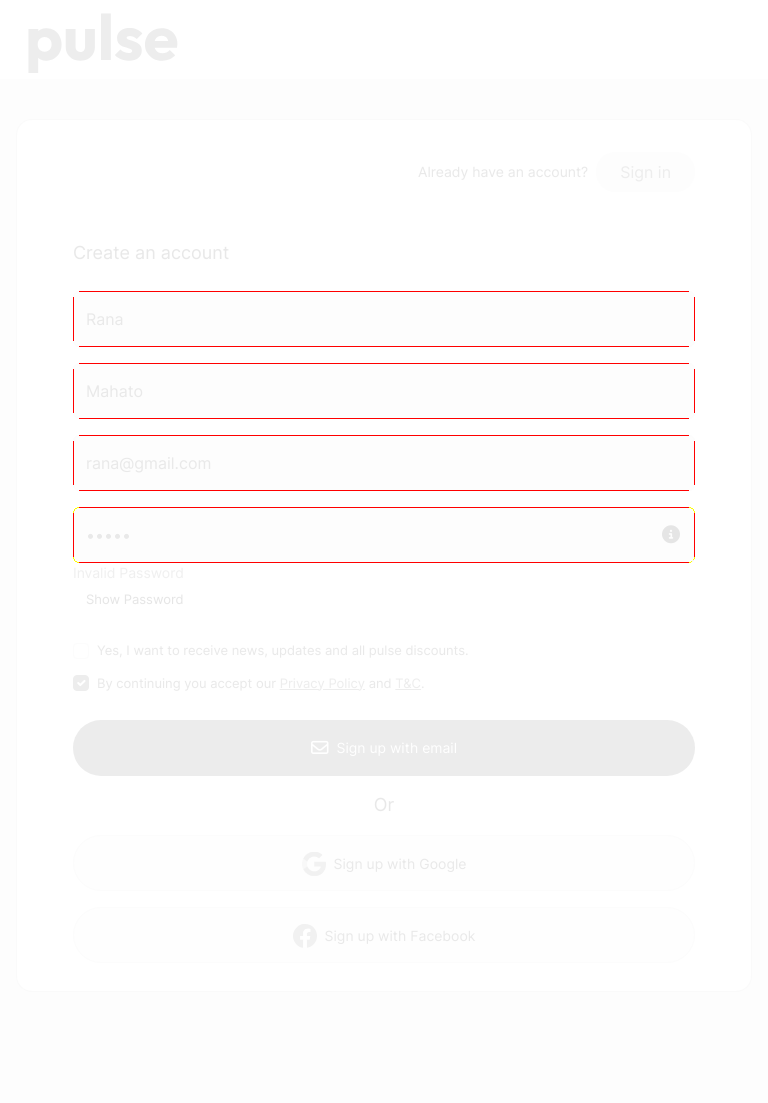 pulse
Already have an account? Sign in
Create an account
Rana
Mahato
rana@gmail.com
•••••
Invalid Password
Show Password
Yes, I want to receive news, updates and all pulse discounts.
By continuing you accept our Privacy Policy and T&C.
Sign up with email
Or
Sign up with Google
Sign up with Facebook